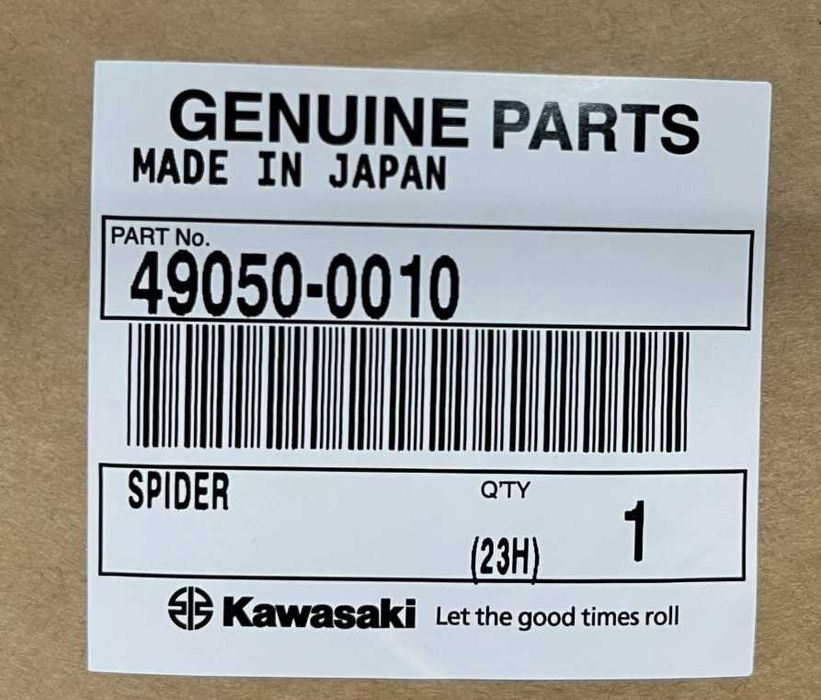 GENUINE PARTS
MADE IN JAPAN
PART No.
49050-0010
SPIDER Q'TY
(23H) 1
Kawasaki Let the good times roll